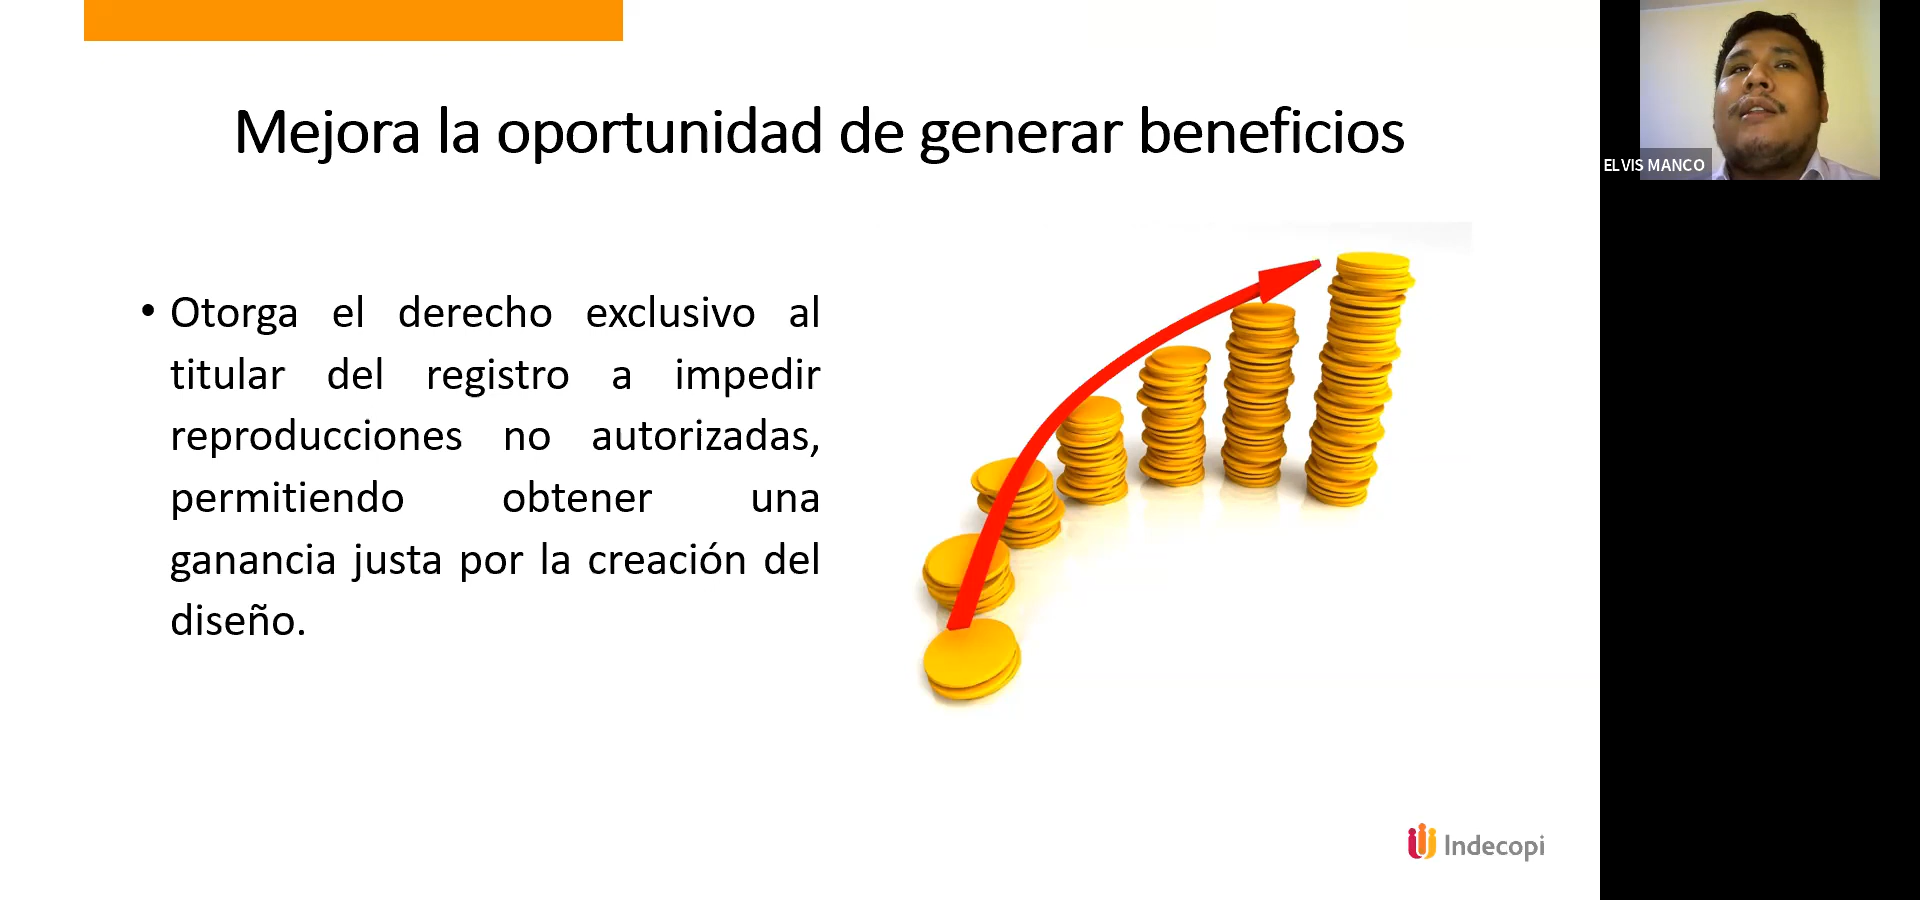 Mejora la oportunidad de generar beneficios
• Otorga el derecho exclusivo al
titular del registro a impedir
reproducciones no autorizadas,
permitiendo obtener una
ganancia justa por la creación del
diseño.
Indecopi
ELVIS MANCO